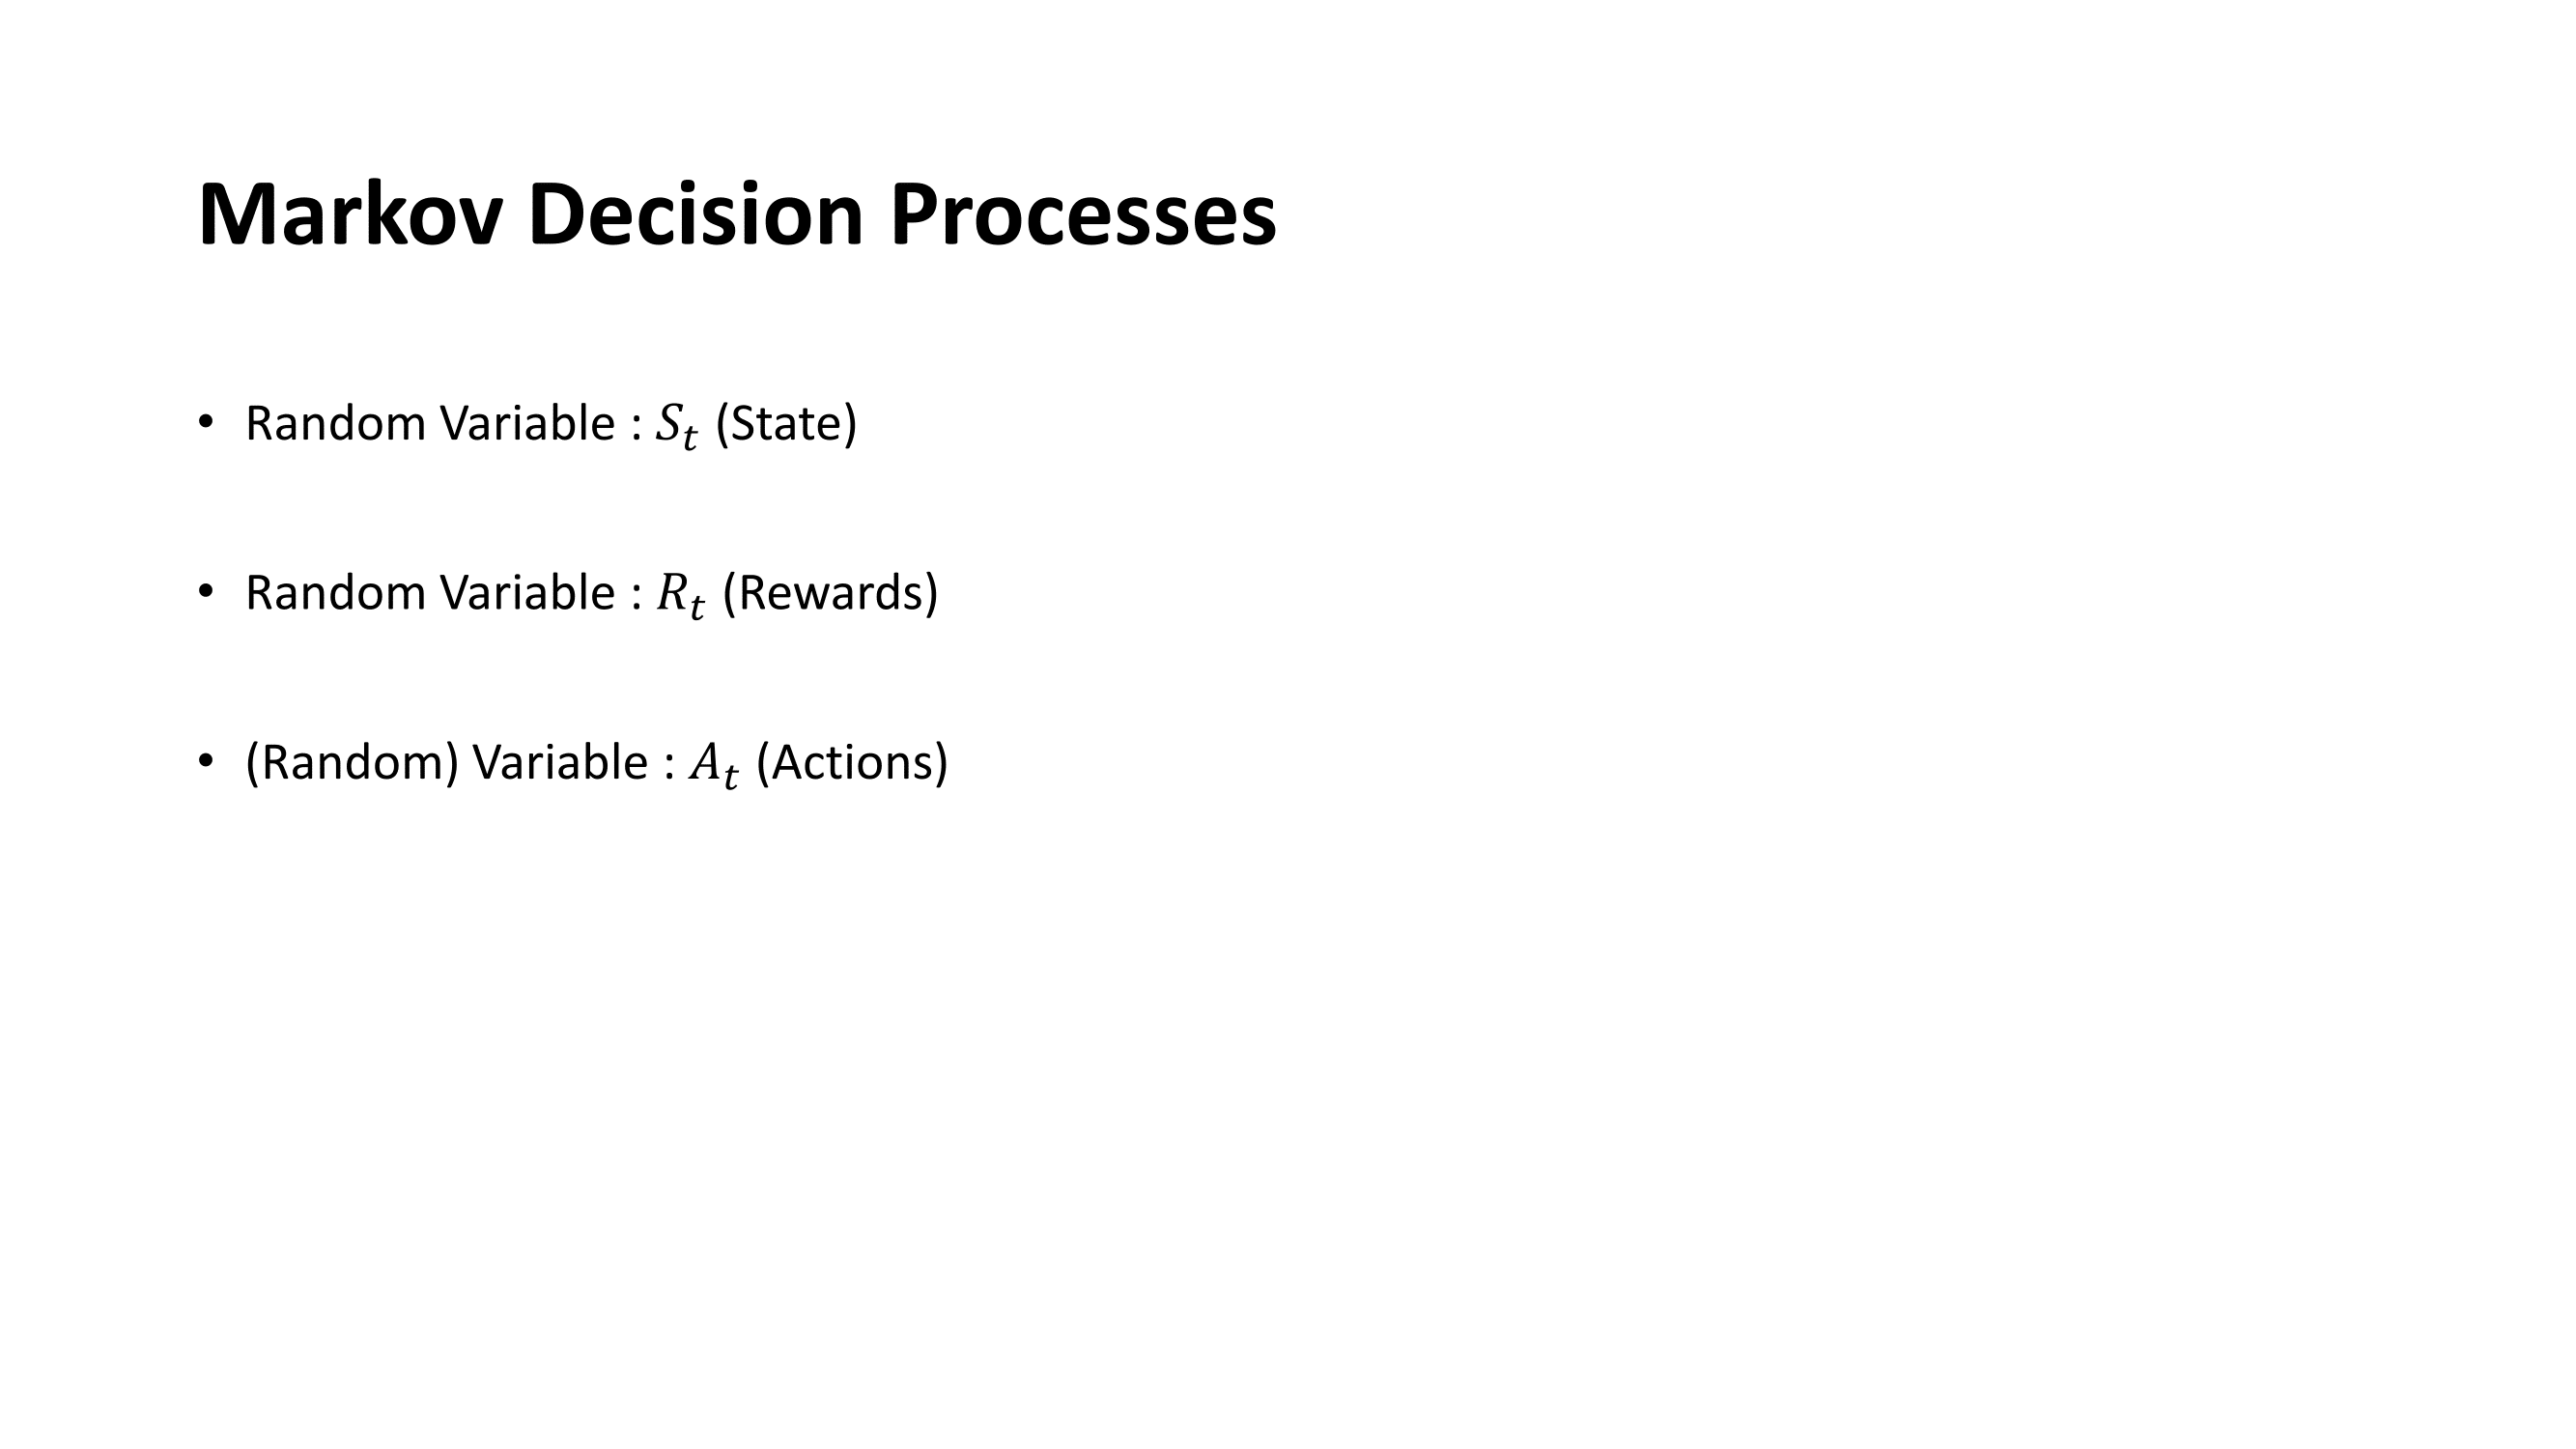 Markov Decision Processes
• Random Variable : $S_t$ (State)
• Random Variable : $R_t$ (Rewards)
• (Random) Variable : $A_t$ (Actions)